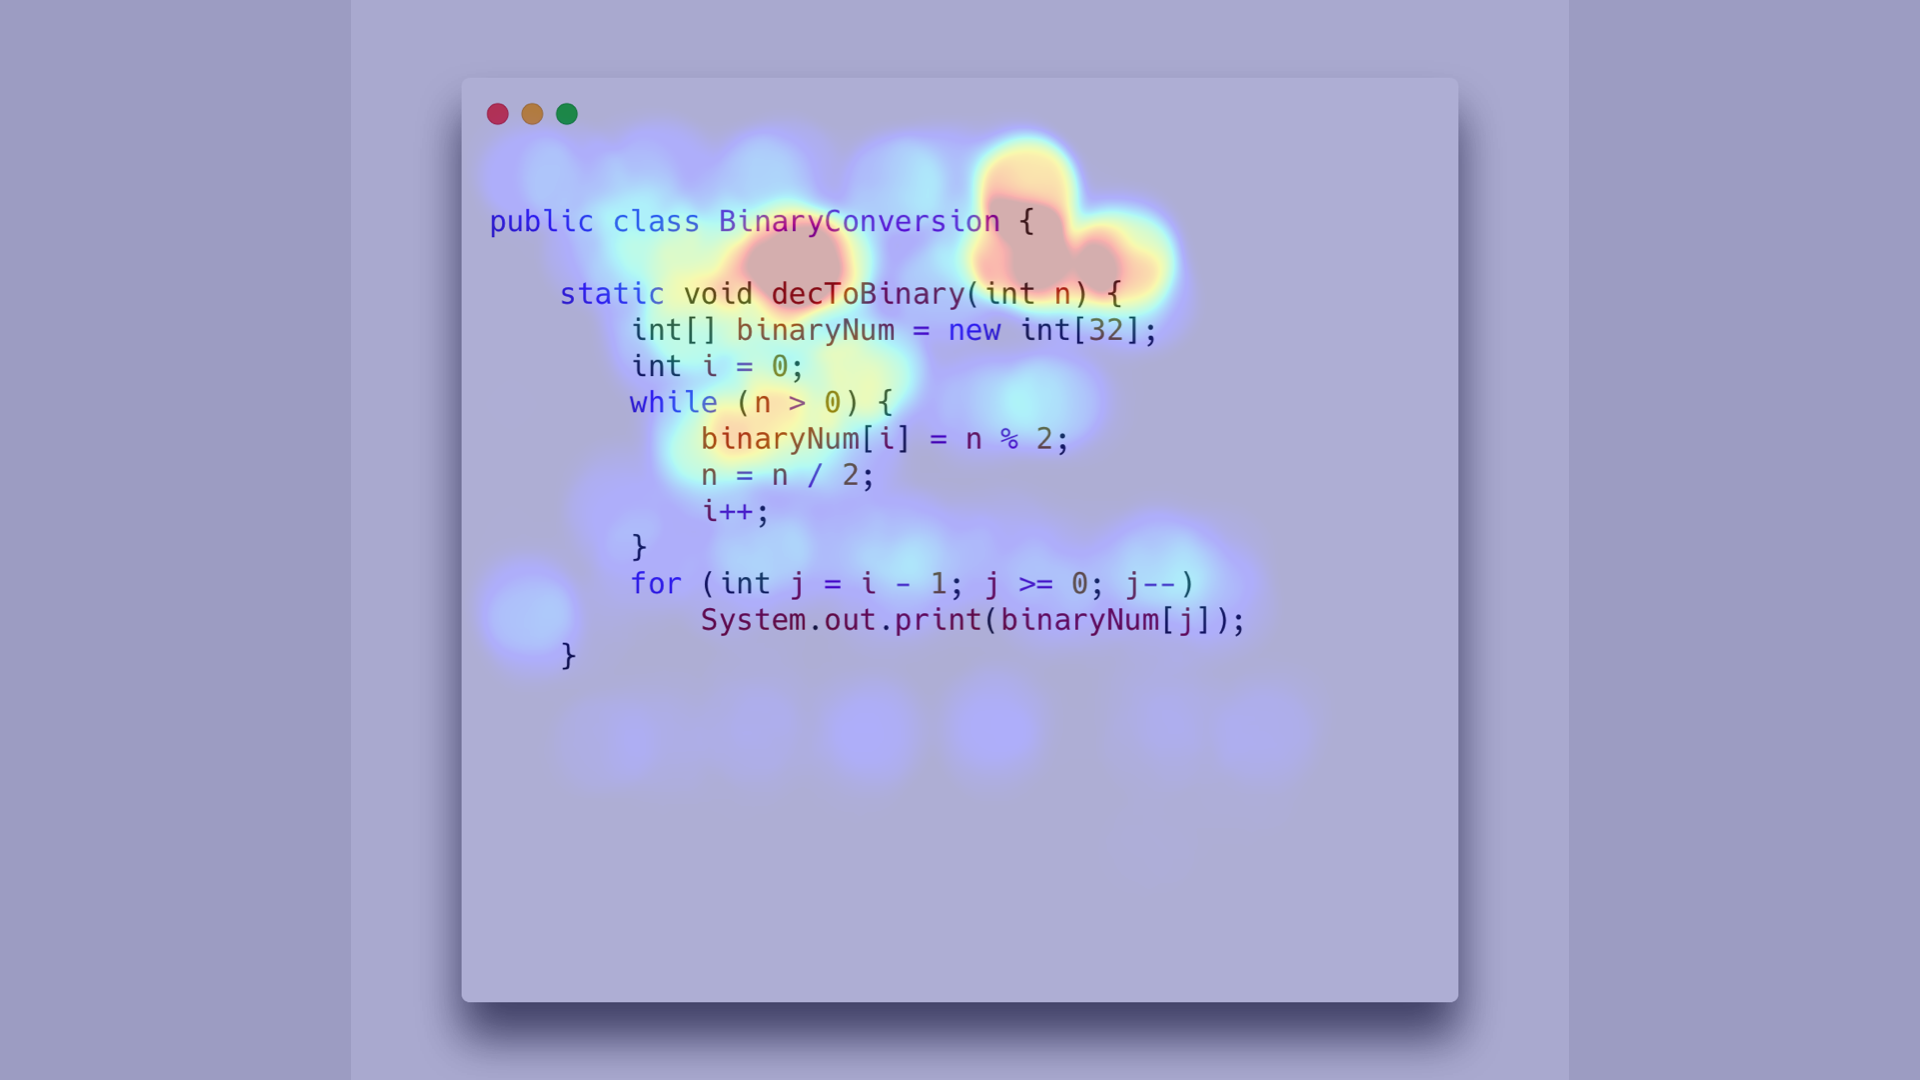 public class BinaryConversion {
static void decToBinary(int n) {
int[] binaryNum = new int[32];
int i = 0;
while (n > 0) {
binaryNum[i] = n % 2;
n = n / 2;
i++;
}
for (int j = i - 1; j >= 0; j--)
System.out.print(binaryNum[j]);
}